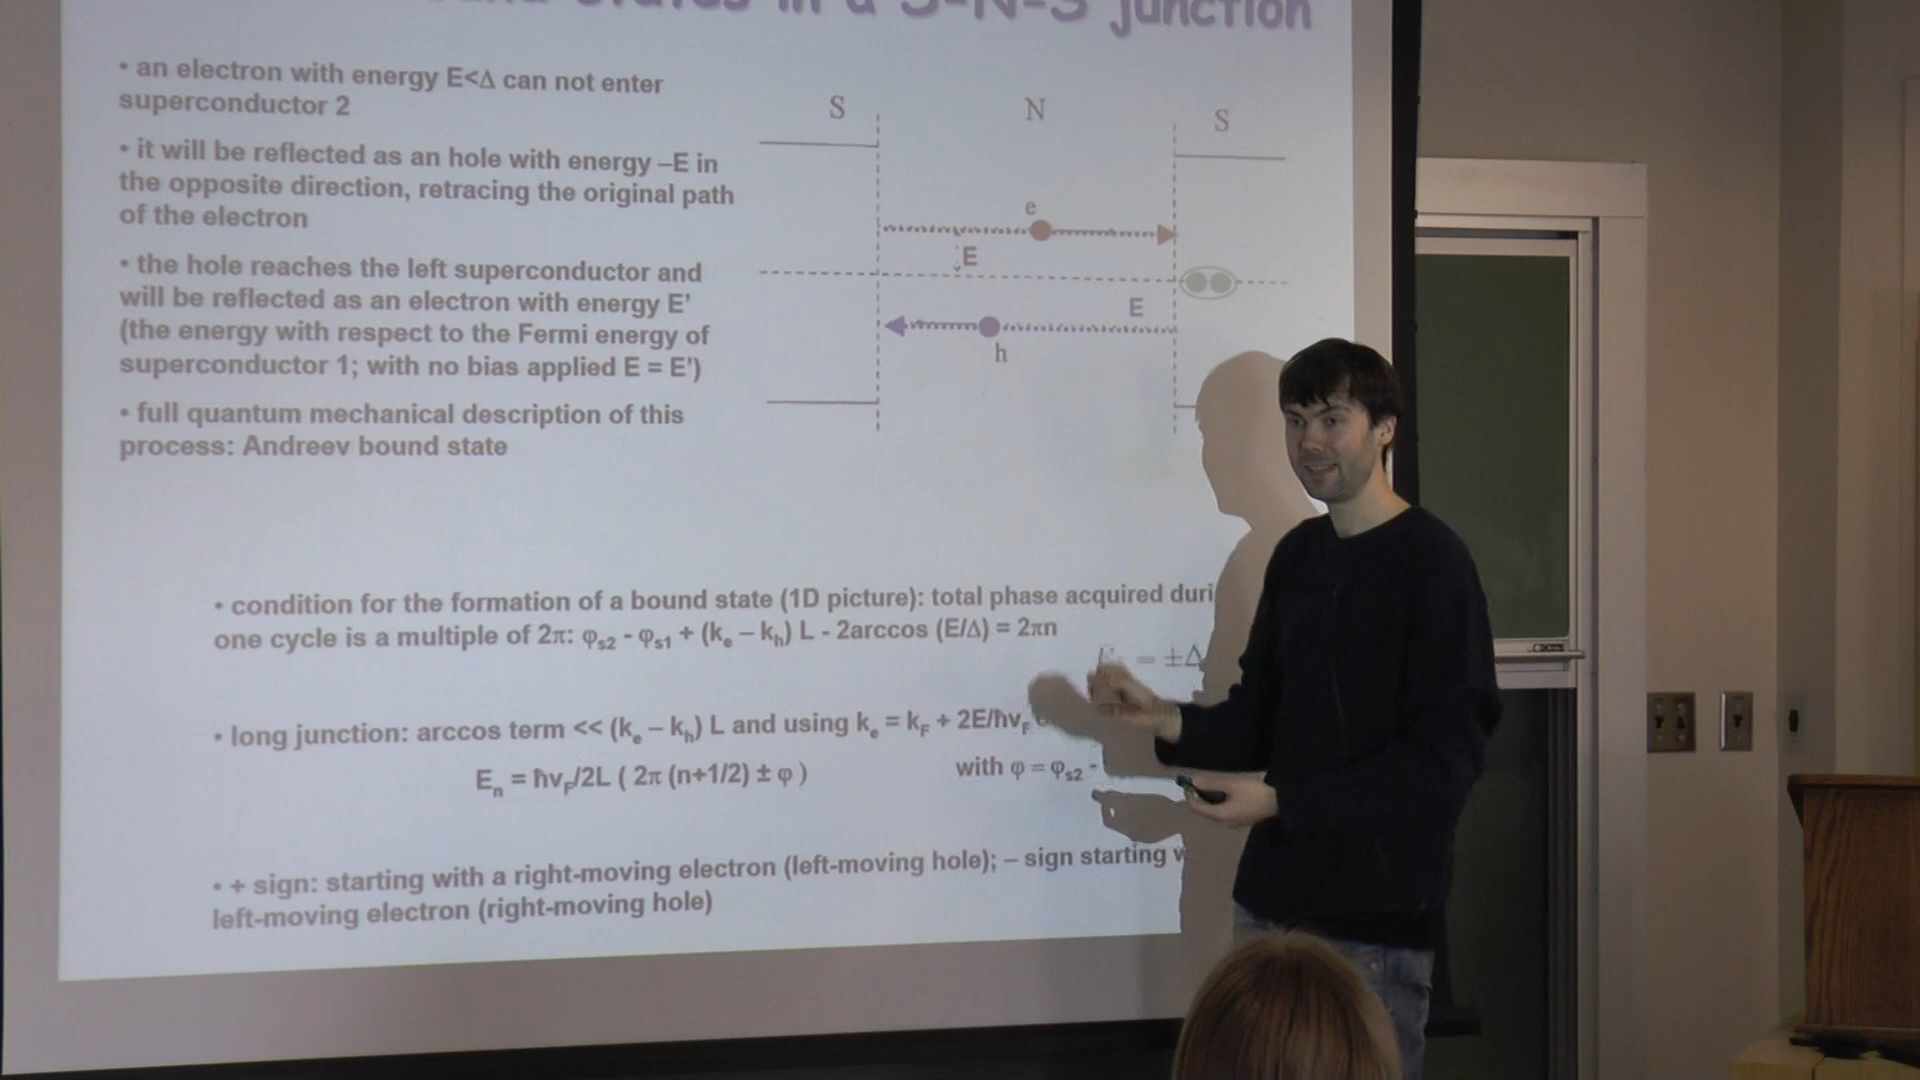 in a S-N-S junction
• an electron with energy E<Δ can not enter
superconductor 2
• it will be reflected as an hole with energy –E in
the opposite direction, retracing the original path
of the electron
• the hole reaches the left superconductor and
will be reflected as an electron with energy E’
(the energy with respect to the Fermi energy of
superconductor 1; with no bias applied E = E’)
• full quantum mechanical description of this
process: Andreev bound state
S N S
e
E
E
h
• condition for the formation of a bound state (1D picture): total phase acquired duri
one cycle is a multiple of 2π: φs2 - φs1 + (ke – kh) L - 2arccos (E/Δ) = 2πn
= ±Δ
• long junction: arccos term << (ke – kh) L and using ke = kF + 2E/ħvF
En = ħvF/2L ( 2π (n+1/2) ± φ )
with φ = φs2 -
• + sign: starting with a right-moving electron (left-moving hole); – sign starting
left-moving electron (right-moving hole)